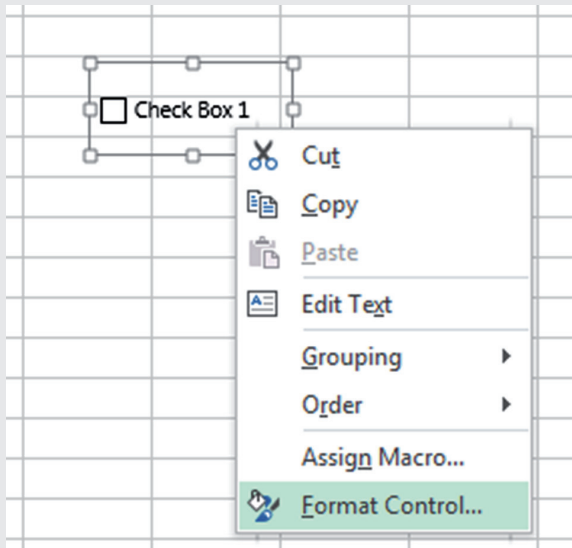 Check Box 1
Cut
Copy
Paste
Edit Text
Grouping
Order
Assign Macro...
Format Control...